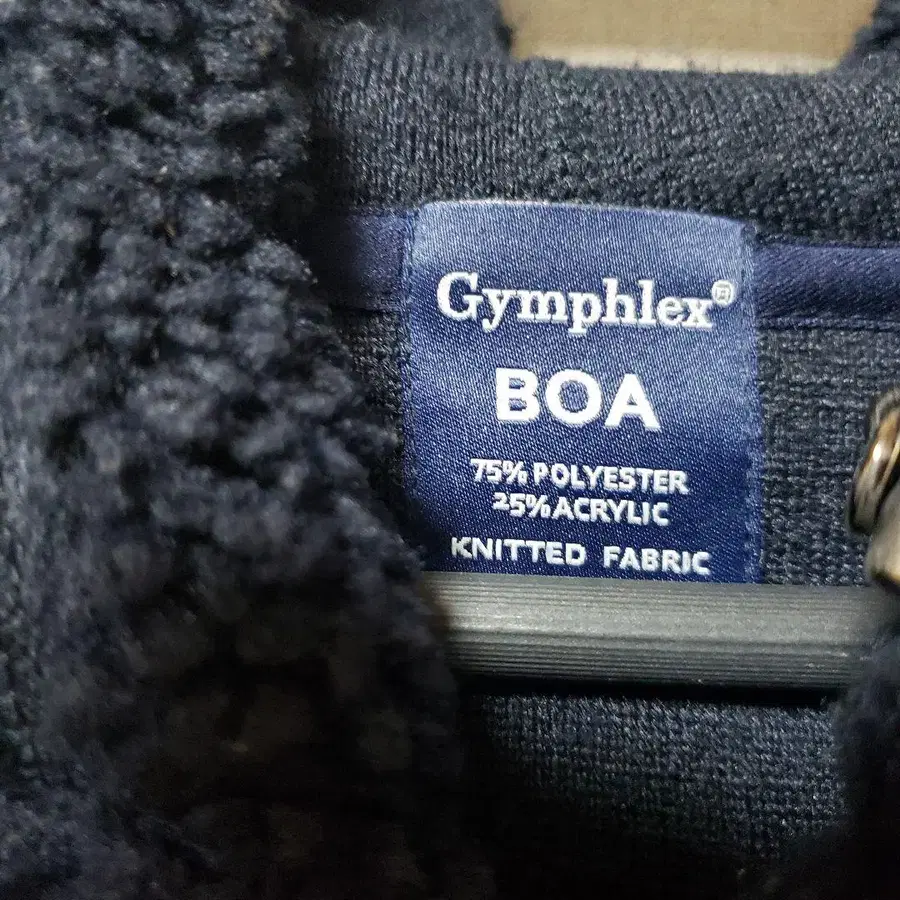 Gymphlex®
BOA
75% POLYESTER
25% ACRYLIC
KNITTED FABRIC